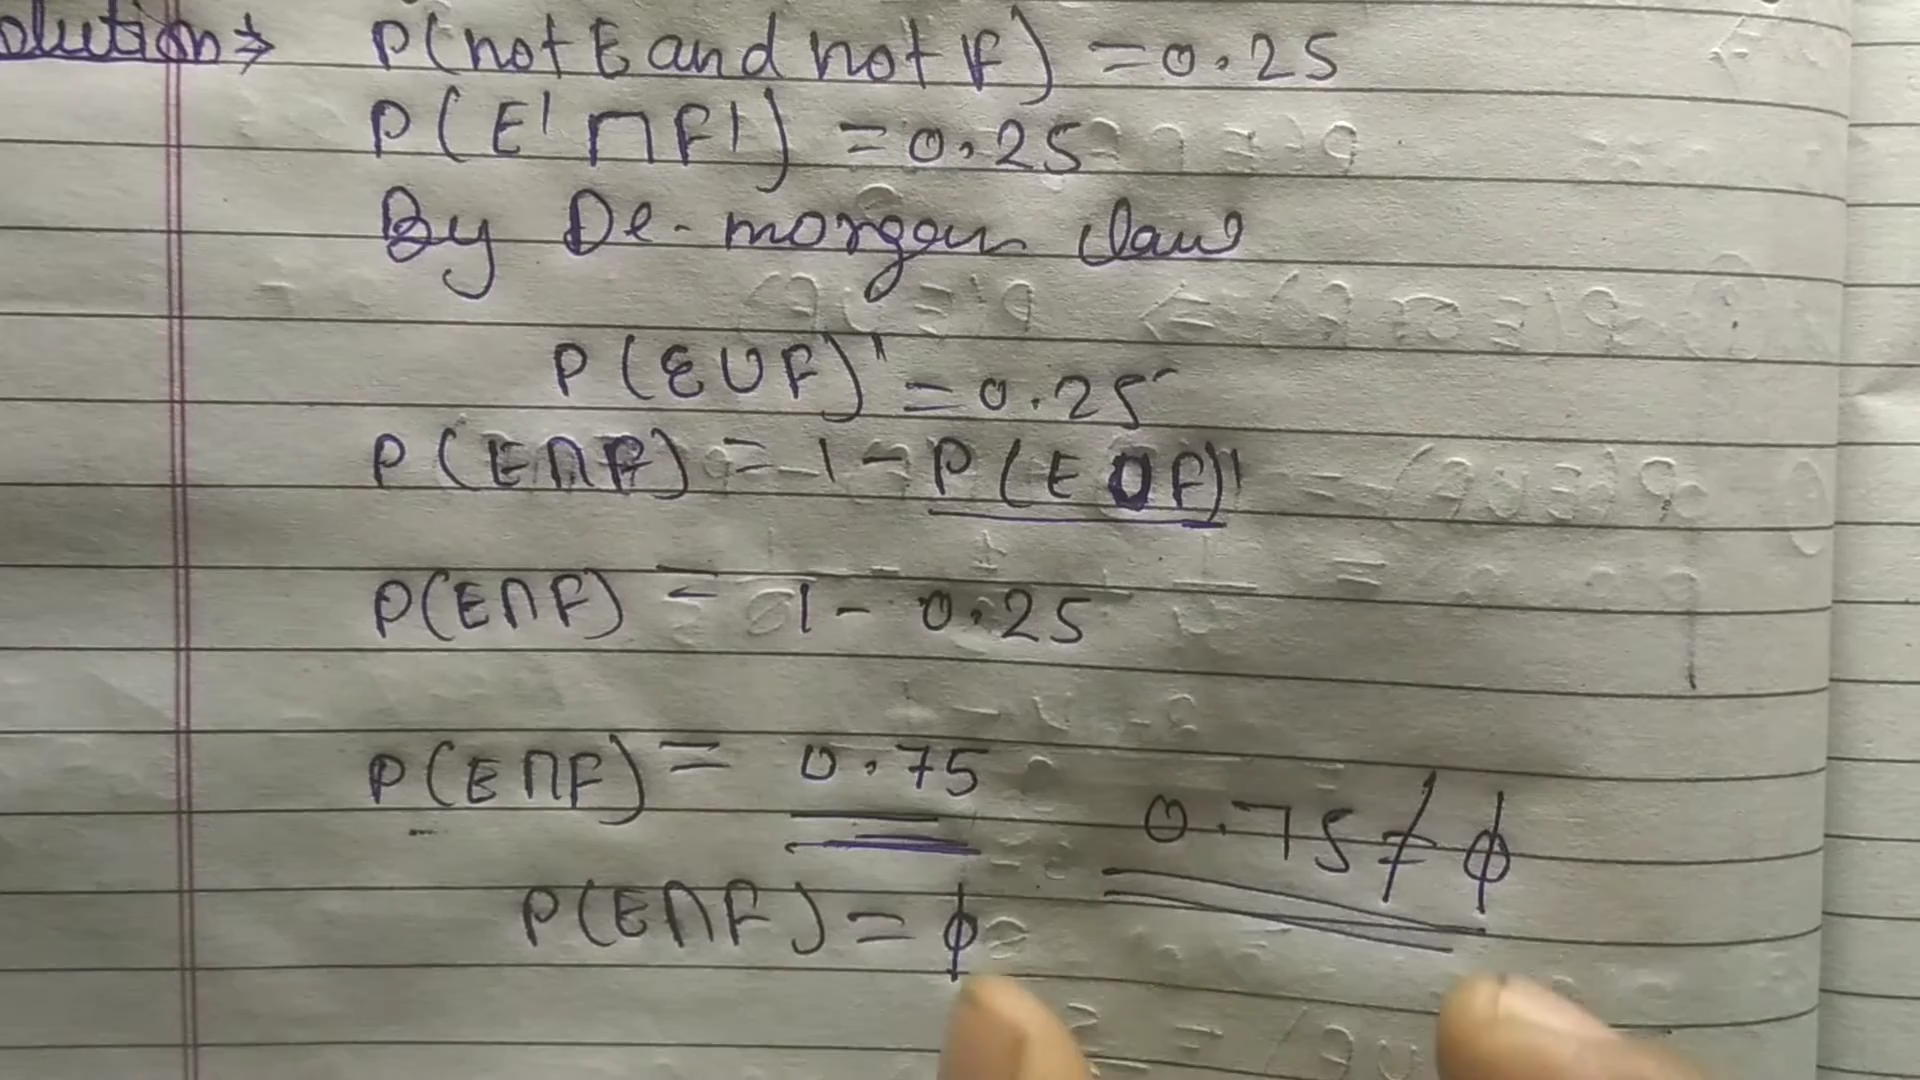 olution⇒ P(not E and not F) = 0.25
P(E' ∩ F') = 0.25
By De-morgan law
P(E∪F)' = 0.25
P(E∩F) = 1 - P(E∪F)'
P(E∩F) = 1 - 0.25
P(E∩F) = 0.75
0.75 ≠ ϕ
P(E∩F) = ϕ